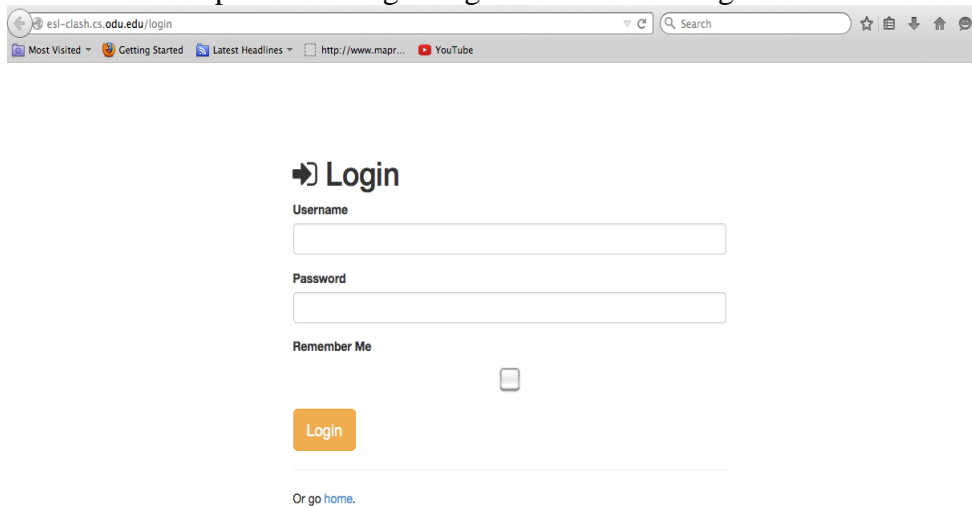 esl-clash.cs.odu.edu/login
Search
Most Visited Getting Started Latest Headlines http://www.mapr... YouTube
Login
Username
Password
Remember Me
Login
Or go home.